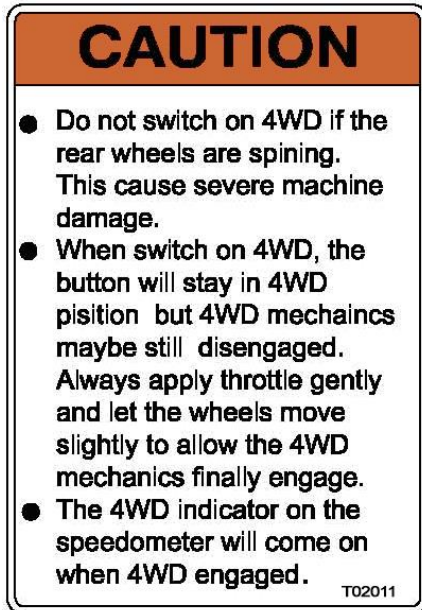 CAUTION
● Do not switch on 4WD if the
rear wheels are spining.
This cause severe machine
damage.
● When switch on 4WD, the
button will stay in 4WD
pisition but 4WD mechaincs
maybe still disengaged.
Always apply throttle gently
and let the wheels move
slightly to allow the 4WD
mechanics finally engage.
● The 4WD indicator on the
speedometer will come on
when 4WD engaged.
T02011